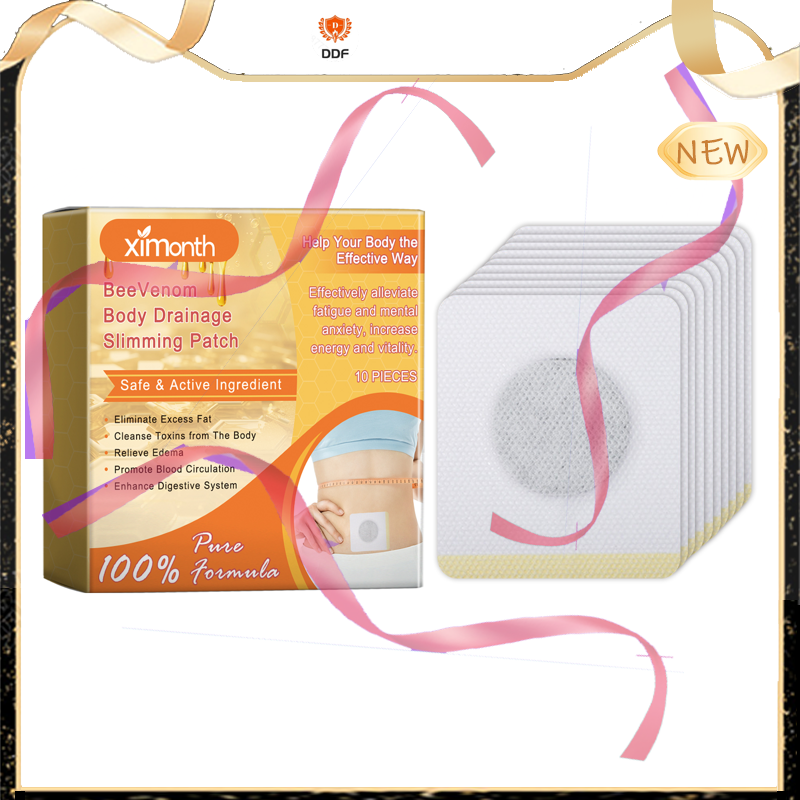 DDF
NEW
xiMonth
BeeVenom
Body Drainage
Slimming Patch
Safe & Active Ingredient
Eliminate Excess Fat
Cleanse Toxins from The Body
Relieve Edema
Promote Blood Circulation
Enhance Digestive System
100% Pure
Formula
Help Your Body the
Effective Way
Effectively alleviate
fatigue and mental
anxiety, increase
energy and vitality.
10 PIECES